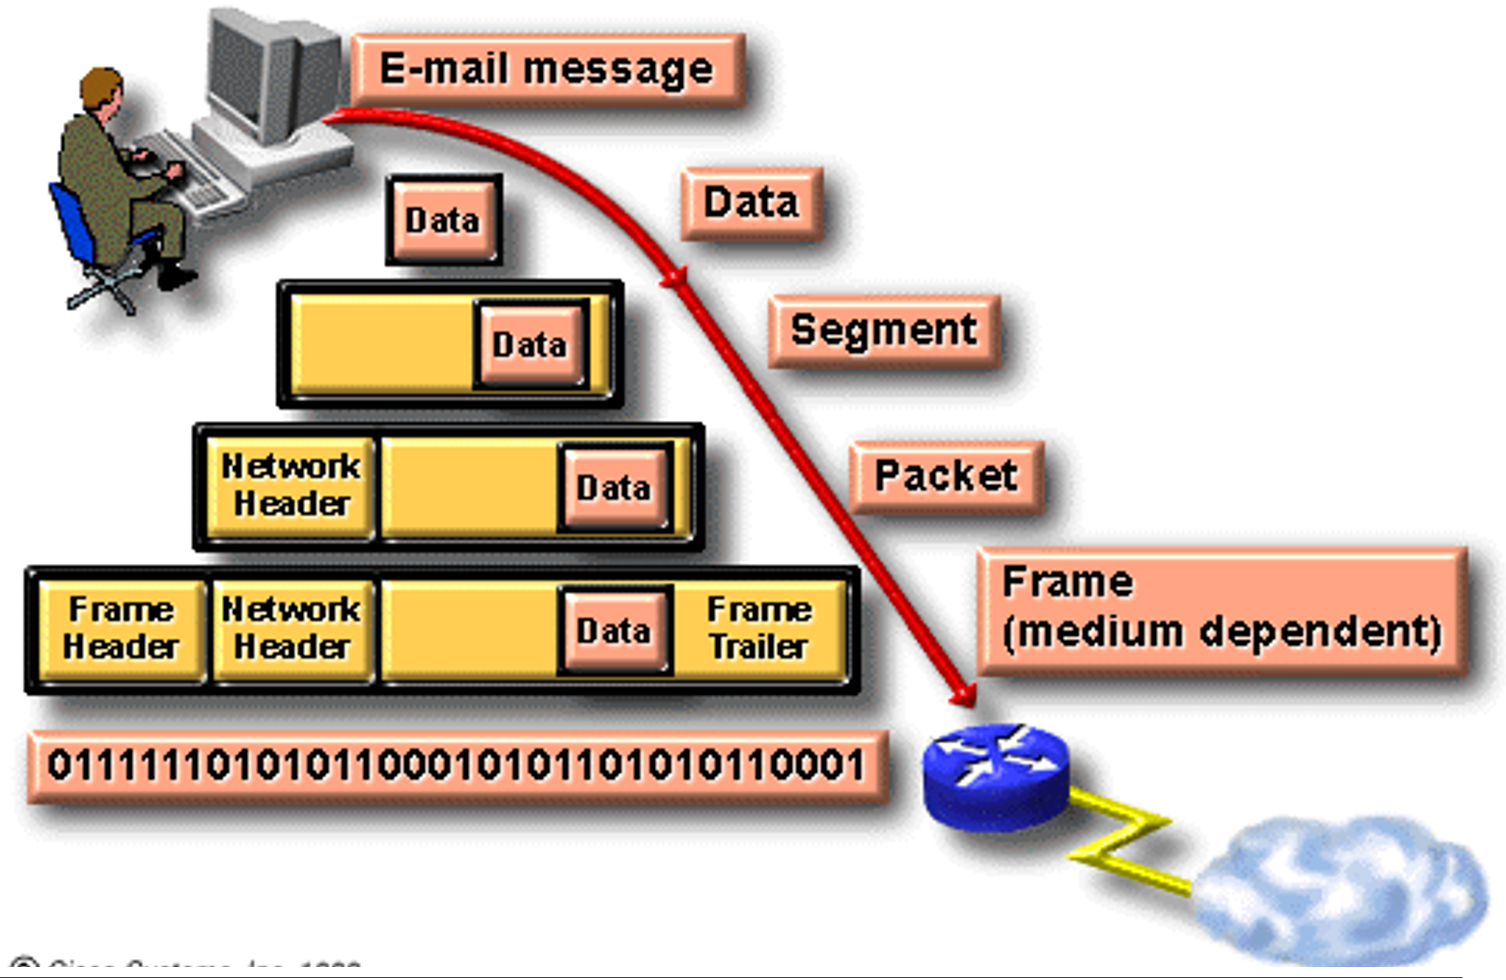 E-mail message
Data
Data
Data
Segment
Network Header
Data
Packet
Frame Header
Network Header
Data
Frame Trailer
Frame
(medium dependent)
0111111010101100010101101010110001